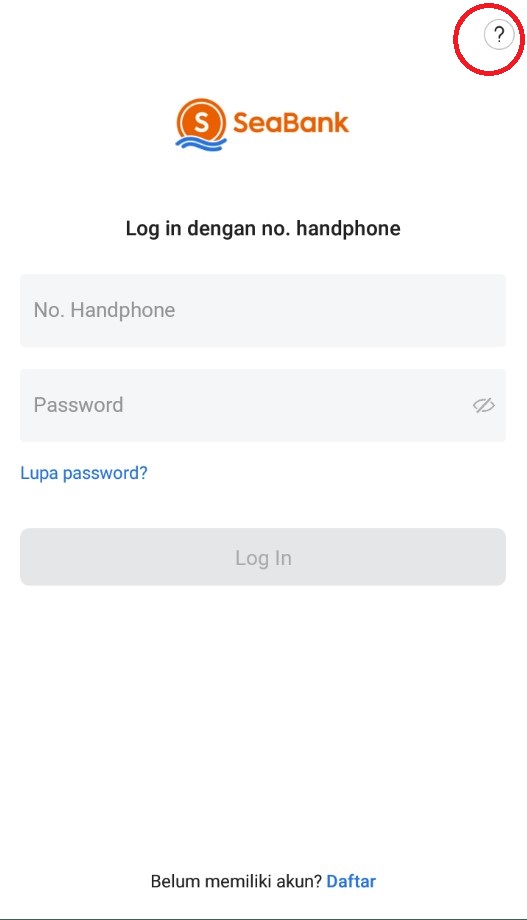 ?
S SeaBank
Log in dengan no. handphone
No. Handphone
Password
Lupa password?
Log In
Belum memiliki akun? Daftar